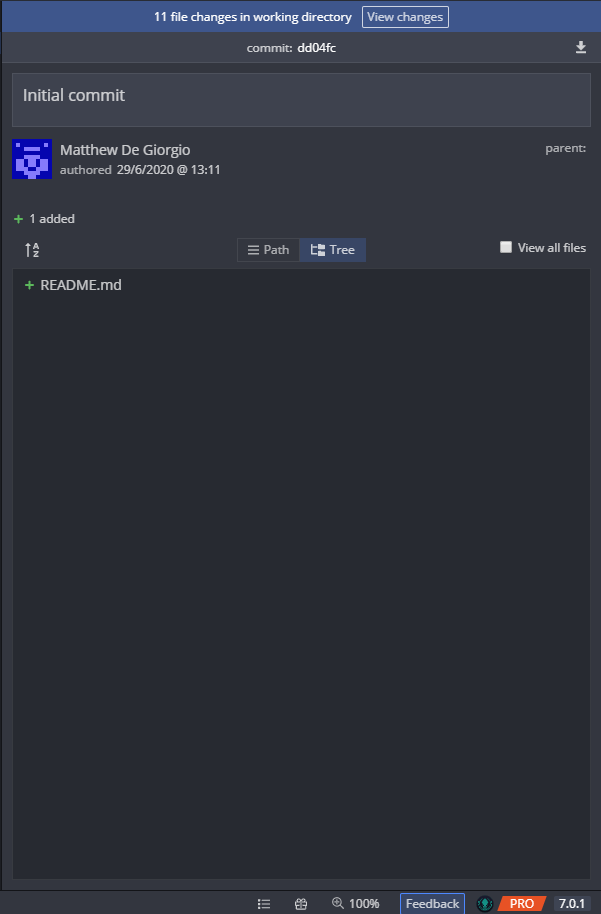 11 file changes in working directory View changes
commit: dd04fc
Initial commit
Matthew De Giorgio
authored 29/6/2020 @ 13:11
parent:
+ 1 added
A Z
Path Tree
View all files
+ README.md
100% Feedback PRO 7.0.1